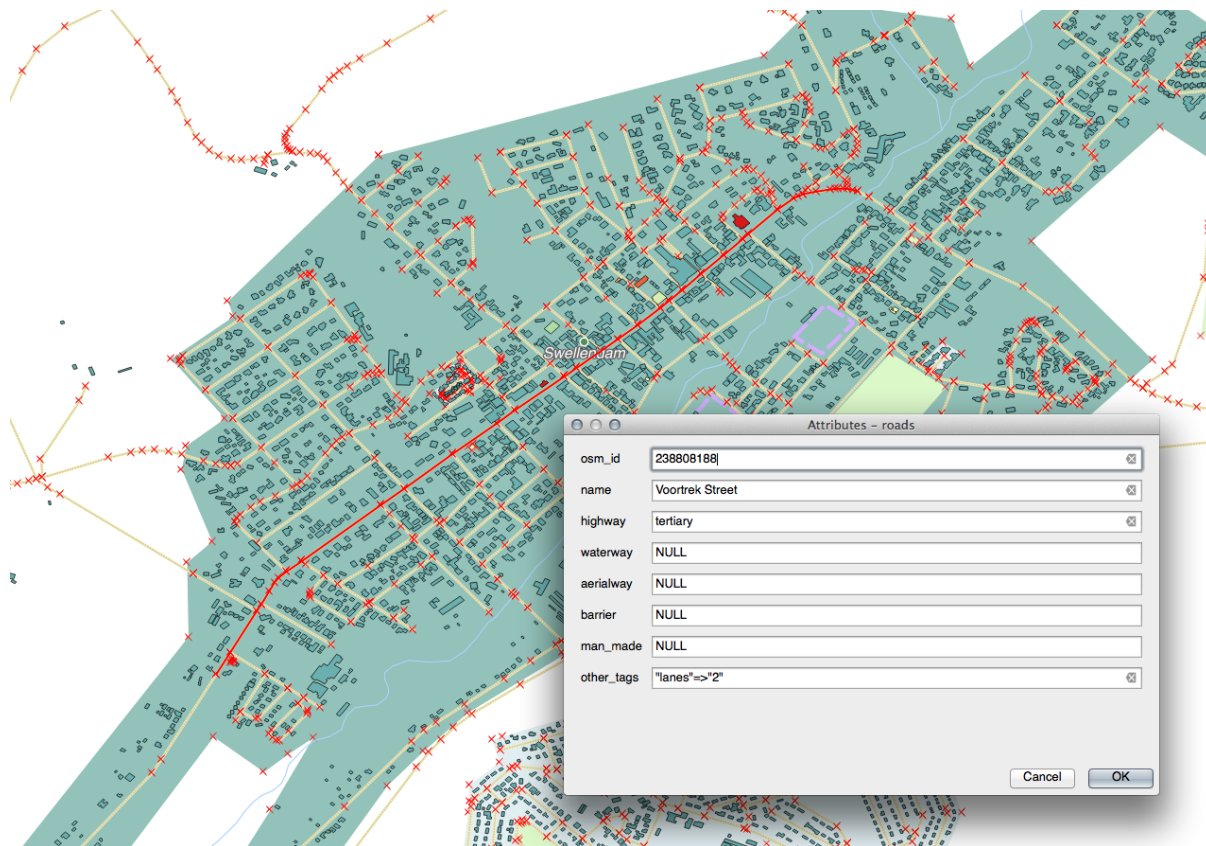 Swellendam
Attributes - roads
osm_id 238808188
name Voortrek Street
highway tertiary
waterway NULL
aerialway NULL
barrier NULL
man_made NULL
other_tags "lanes"=>"2"
Cancel OK